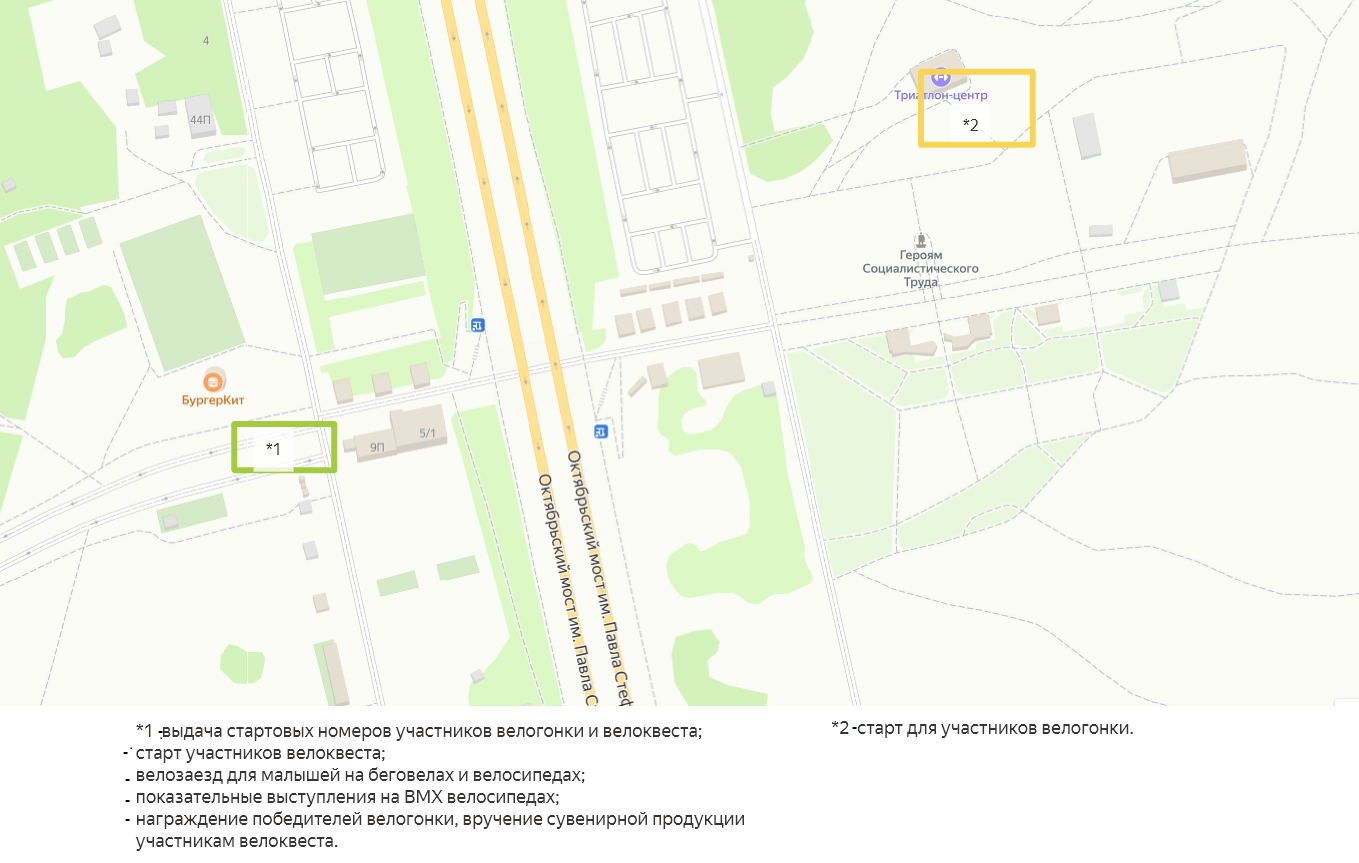 4
44П
Триатлон-центр
*2
Героям
Социалистического
Труда
БургерКит
*1
9П
5/1
Октябрьский мост им. Павла
Октябрьский мост им. Павла Стеф
*1 -выдача стартовых номеров участников велогонки и велоквеста;
- старт участников велоквеста;
- велозаезд для малышей на беговелах и велосипедах;
- показательные выступления на BMX велосипедах;
- награждение победителей велогонки, вручение сувенирной продукции
участникам велоквеста.
*2 -старт для участников велогонки.